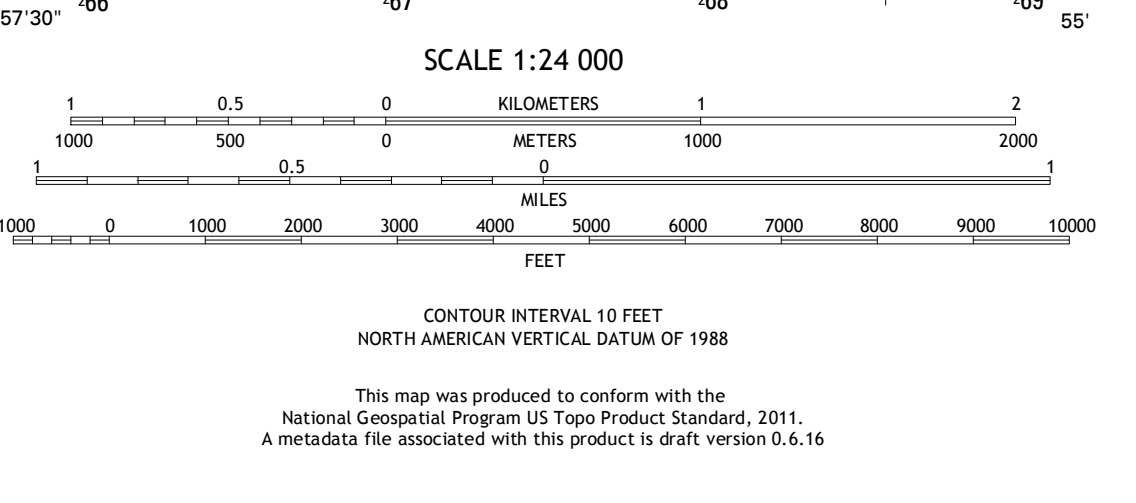 57'30" ²66 ²67 ²68 ²69 55'
SCALE 1:24 000
1 0.5 0 KILOMETERS 1 2
1000 500 0 METERS 1000 2000
1 0.5 0 1
MILES
1000 0 1000 2000 3000 4000 5000 6000 7000 8000 9000 10000
FEET
CONTOUR INTERVAL 10 FEET
NORTH AMERICAN VERTICAL DATUM OF 1988
This map was produced to conform with the
National Geospatial Program US Topo Product Standard, 2011.
A metadata file associated with this product is draft version 0.6.16